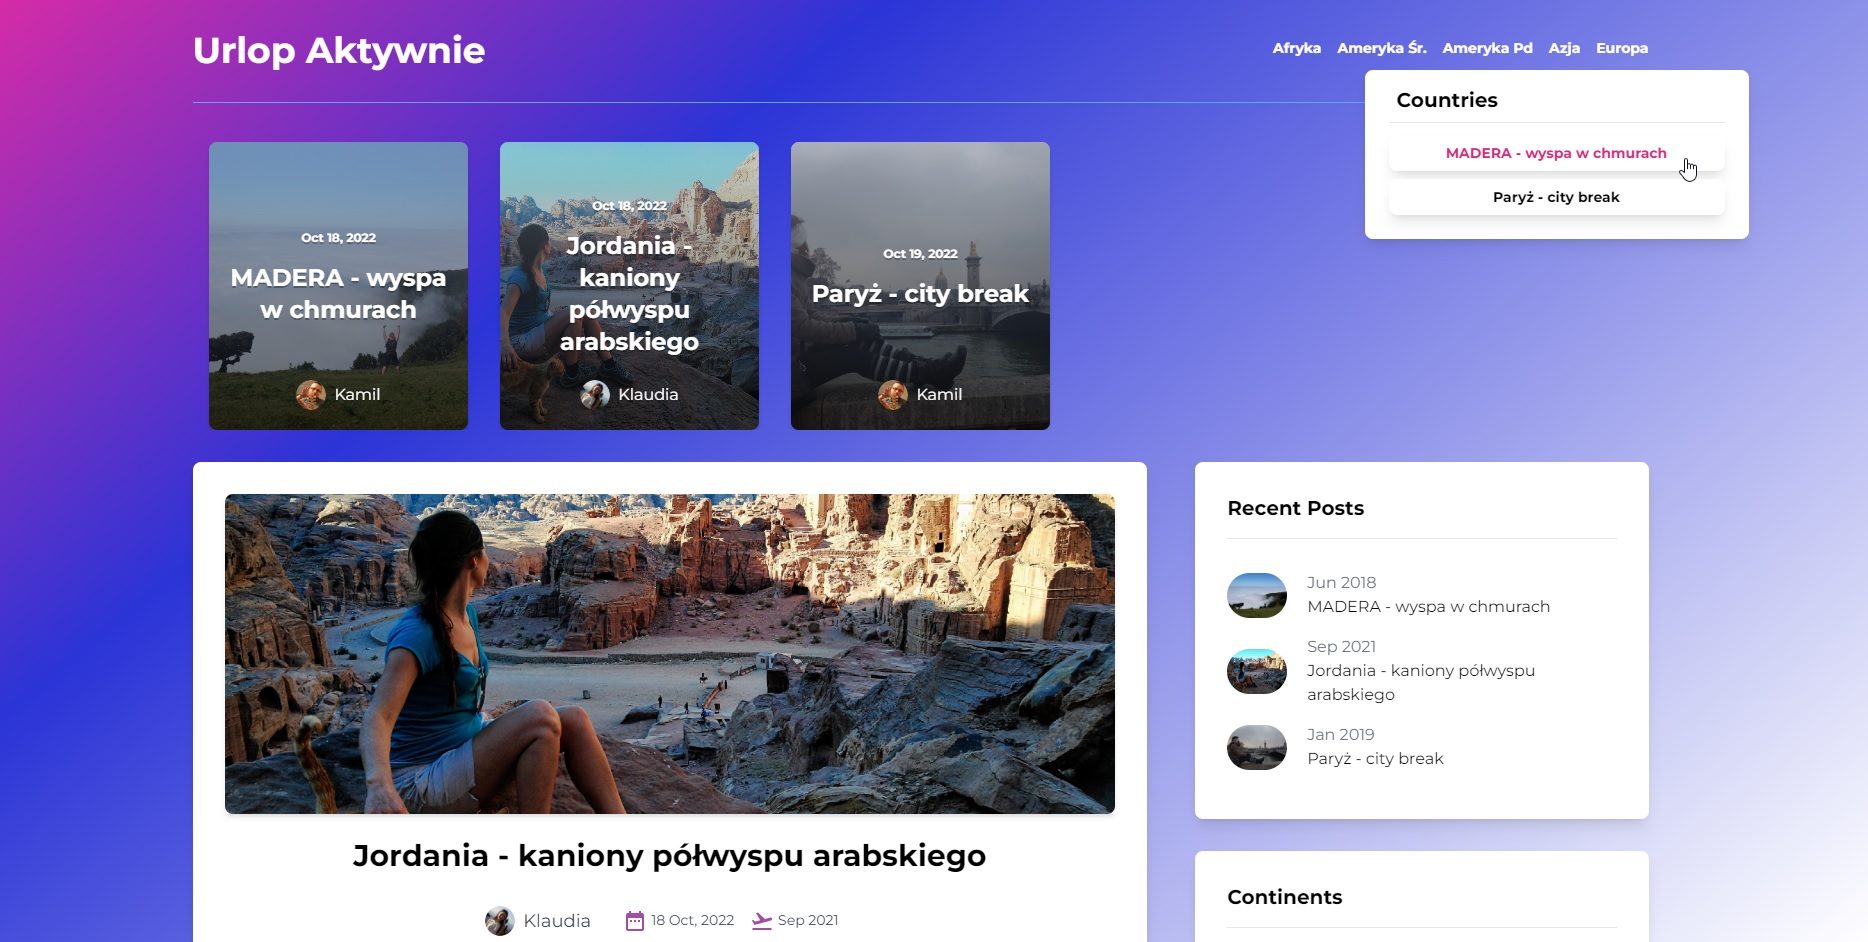 Urlop Aktywnie
Afryka
Ameryka Śr.
Ameryka Pd
Azja
Europa
Countries
MADERA - wyspa w chmurach
Paryż - city break
Oct 18, 2022
MADERA - wyspa
w chmurach
Kamil
Oct 18, 2022
Jordania -
kaniony
półwyspu
arabskiego
Klaudia
Oct 19, 2022
Paryż - city break
Kamil
Jordania - kaniony półwyspu arabskiego
Klaudia
18 Oct, 2022
Sep 2021
Recent Posts
Jun 2018
MADERA - wyspa w chmurach
Sep 2021
Jordania - kaniony półwyspu
arabskiego
Jan 2019
Paryż - city break
Continents